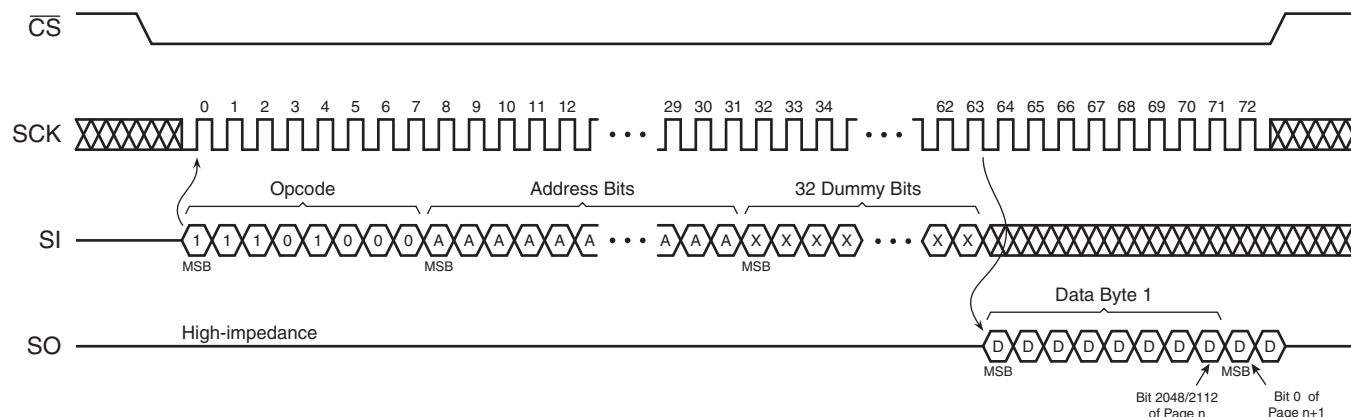 CS
0 1 2 3 4 5 6 7 8 9 10 11 12 29 30 31 32 33 34 62 63 64 65 66 67 68 69 70 71 72
SCK
Opcode Address Bits 32 Dummy Bits
SI 1 1 1 0 1 0 0 0 A A A A A A A A A X X X X X X
MSB MSB MSB
Data Byte 1
High-impedance
SO D D D D D D D D D D
MSB MSB
Bit 2048/2112 of Page n
Bit 0 of Page n+1